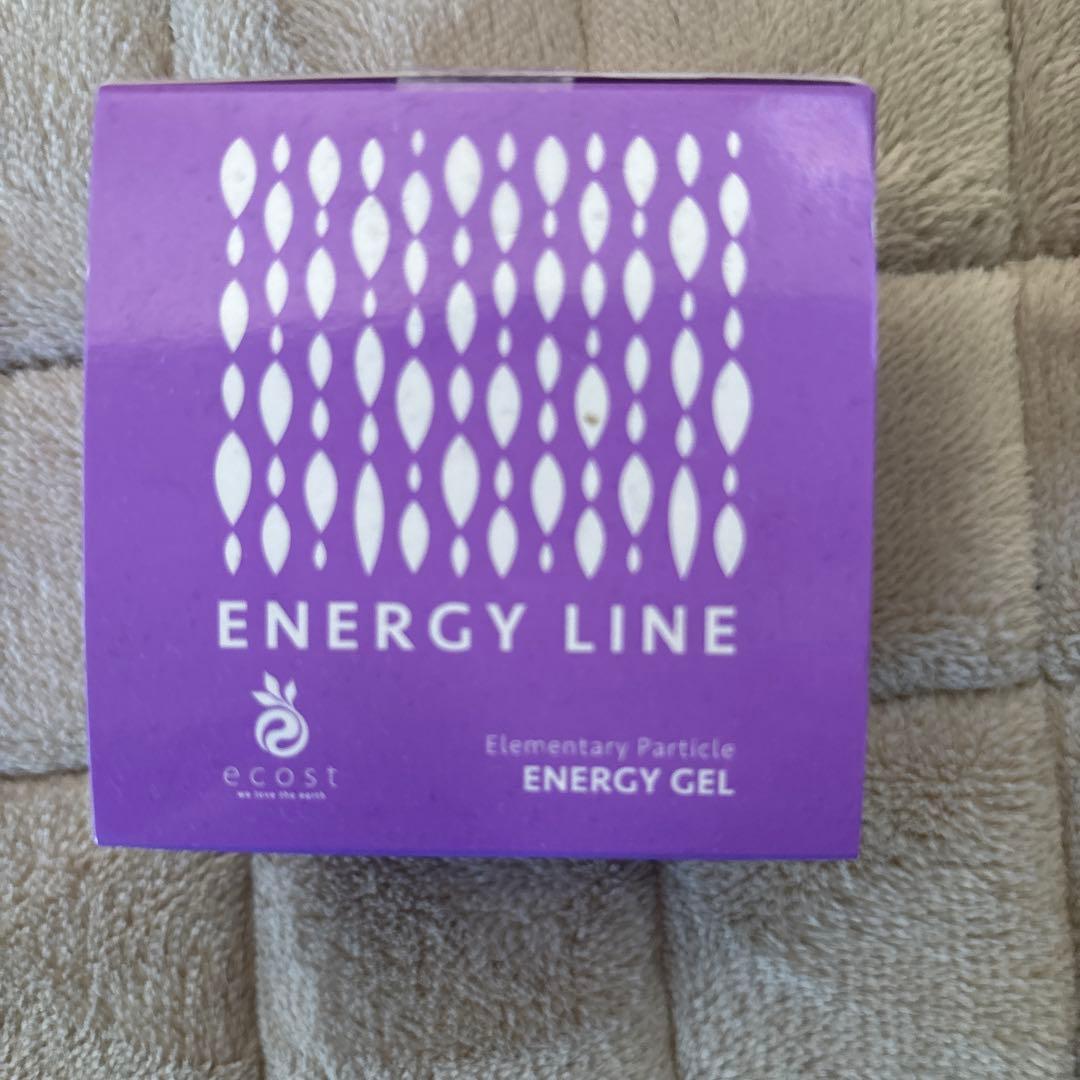 ENERGY LINE
ecost
we love the earth
Elementary Particle
ENERGY GEL